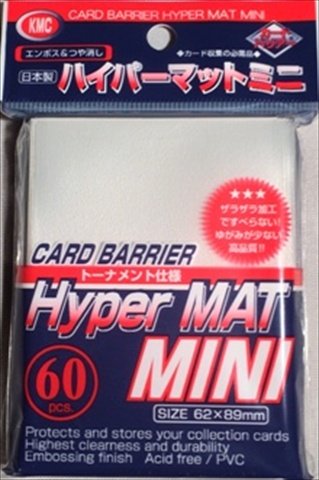 KMC
CARD BARRIER HYPER MAT MINI
エンボス&つや消し
◆カード収集の必需品◆
日本製
ハイパーマットミニ
★★★
ザラザラ加工
ですべらない!
ゆがみが少ない
高品質!!
CARD BARRIER
トーナメント仕様
Hyper MAT
MINI
60
pcs.
SIZE 62×89mm
Protects and stores your collection cards
Highest clearness and durability
Embossing finish Acid free / PVC